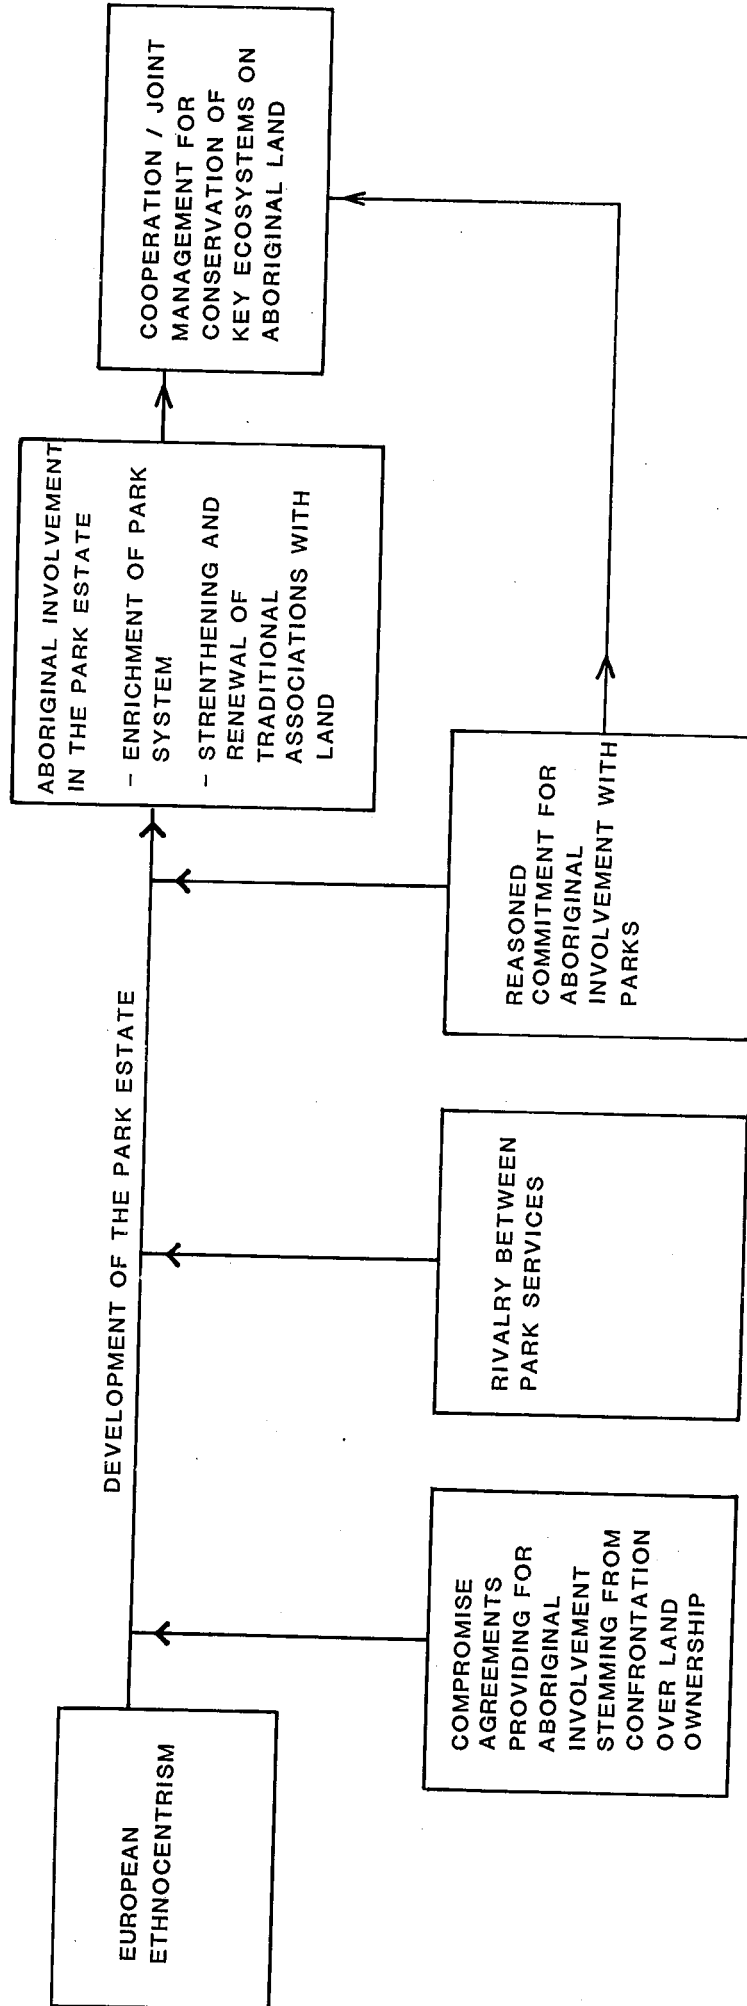 EUROPEAN
ETHNOCENTRISM
DEVELOPMENT OF THE PARK ESTATE
ABORIGINAL INVOLVEMENT
IN THE PARK ESTATE
– ENRICHMENT OF PARK
SYSTEM
– STRENTHENING AND
RENEWAL OF
TRADITIONAL
ASSOCIATIONS WITH
LAND
COOPERATION / JOINT
MANAGEMENT FOR
CONSERVATION OF
KEY ECOSYSTEMS ON
ABORIGINAL LAND
COMPROMISE
AGREEMENTS
PROVIDING FOR
ABORIGINAL
INVOLVEMENT
STEMMING FROM
CONFRONTATION
OVER LAND
OWNERSHIP
RIVALRY BETWEEN
PARK SERVICES
REASONED
COMMITMENT FOR
ABORIGINAL
INVOLVEMENT WITH
PARKS